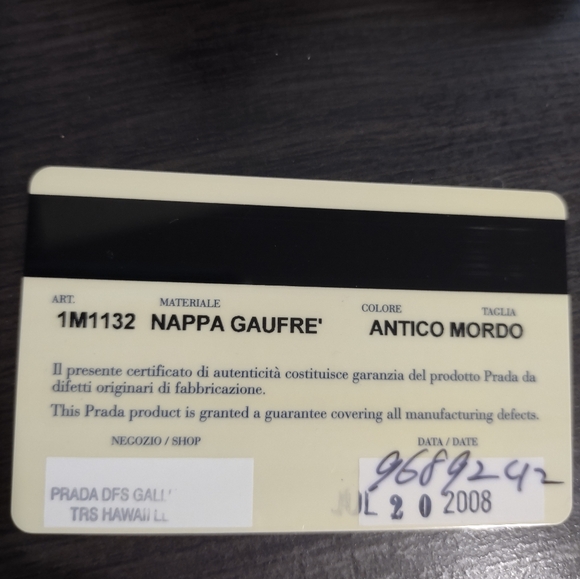 ART. MATERIALE COLORE TAGLIA
1M1132 NAPPA GAUFRE' ANTICO MORDO
Il presente certificato di autenticità costituisce garanzia del prodotto Prada da
difetti originari di fabbricazione.
This Prada product is granted a guarantee covering all manufacturing defects.
NEGOZIO / SHOP DATA / DATE
PRADA DFS GALL'
TRS HAWAII LL
9689242
JUL 20 2008